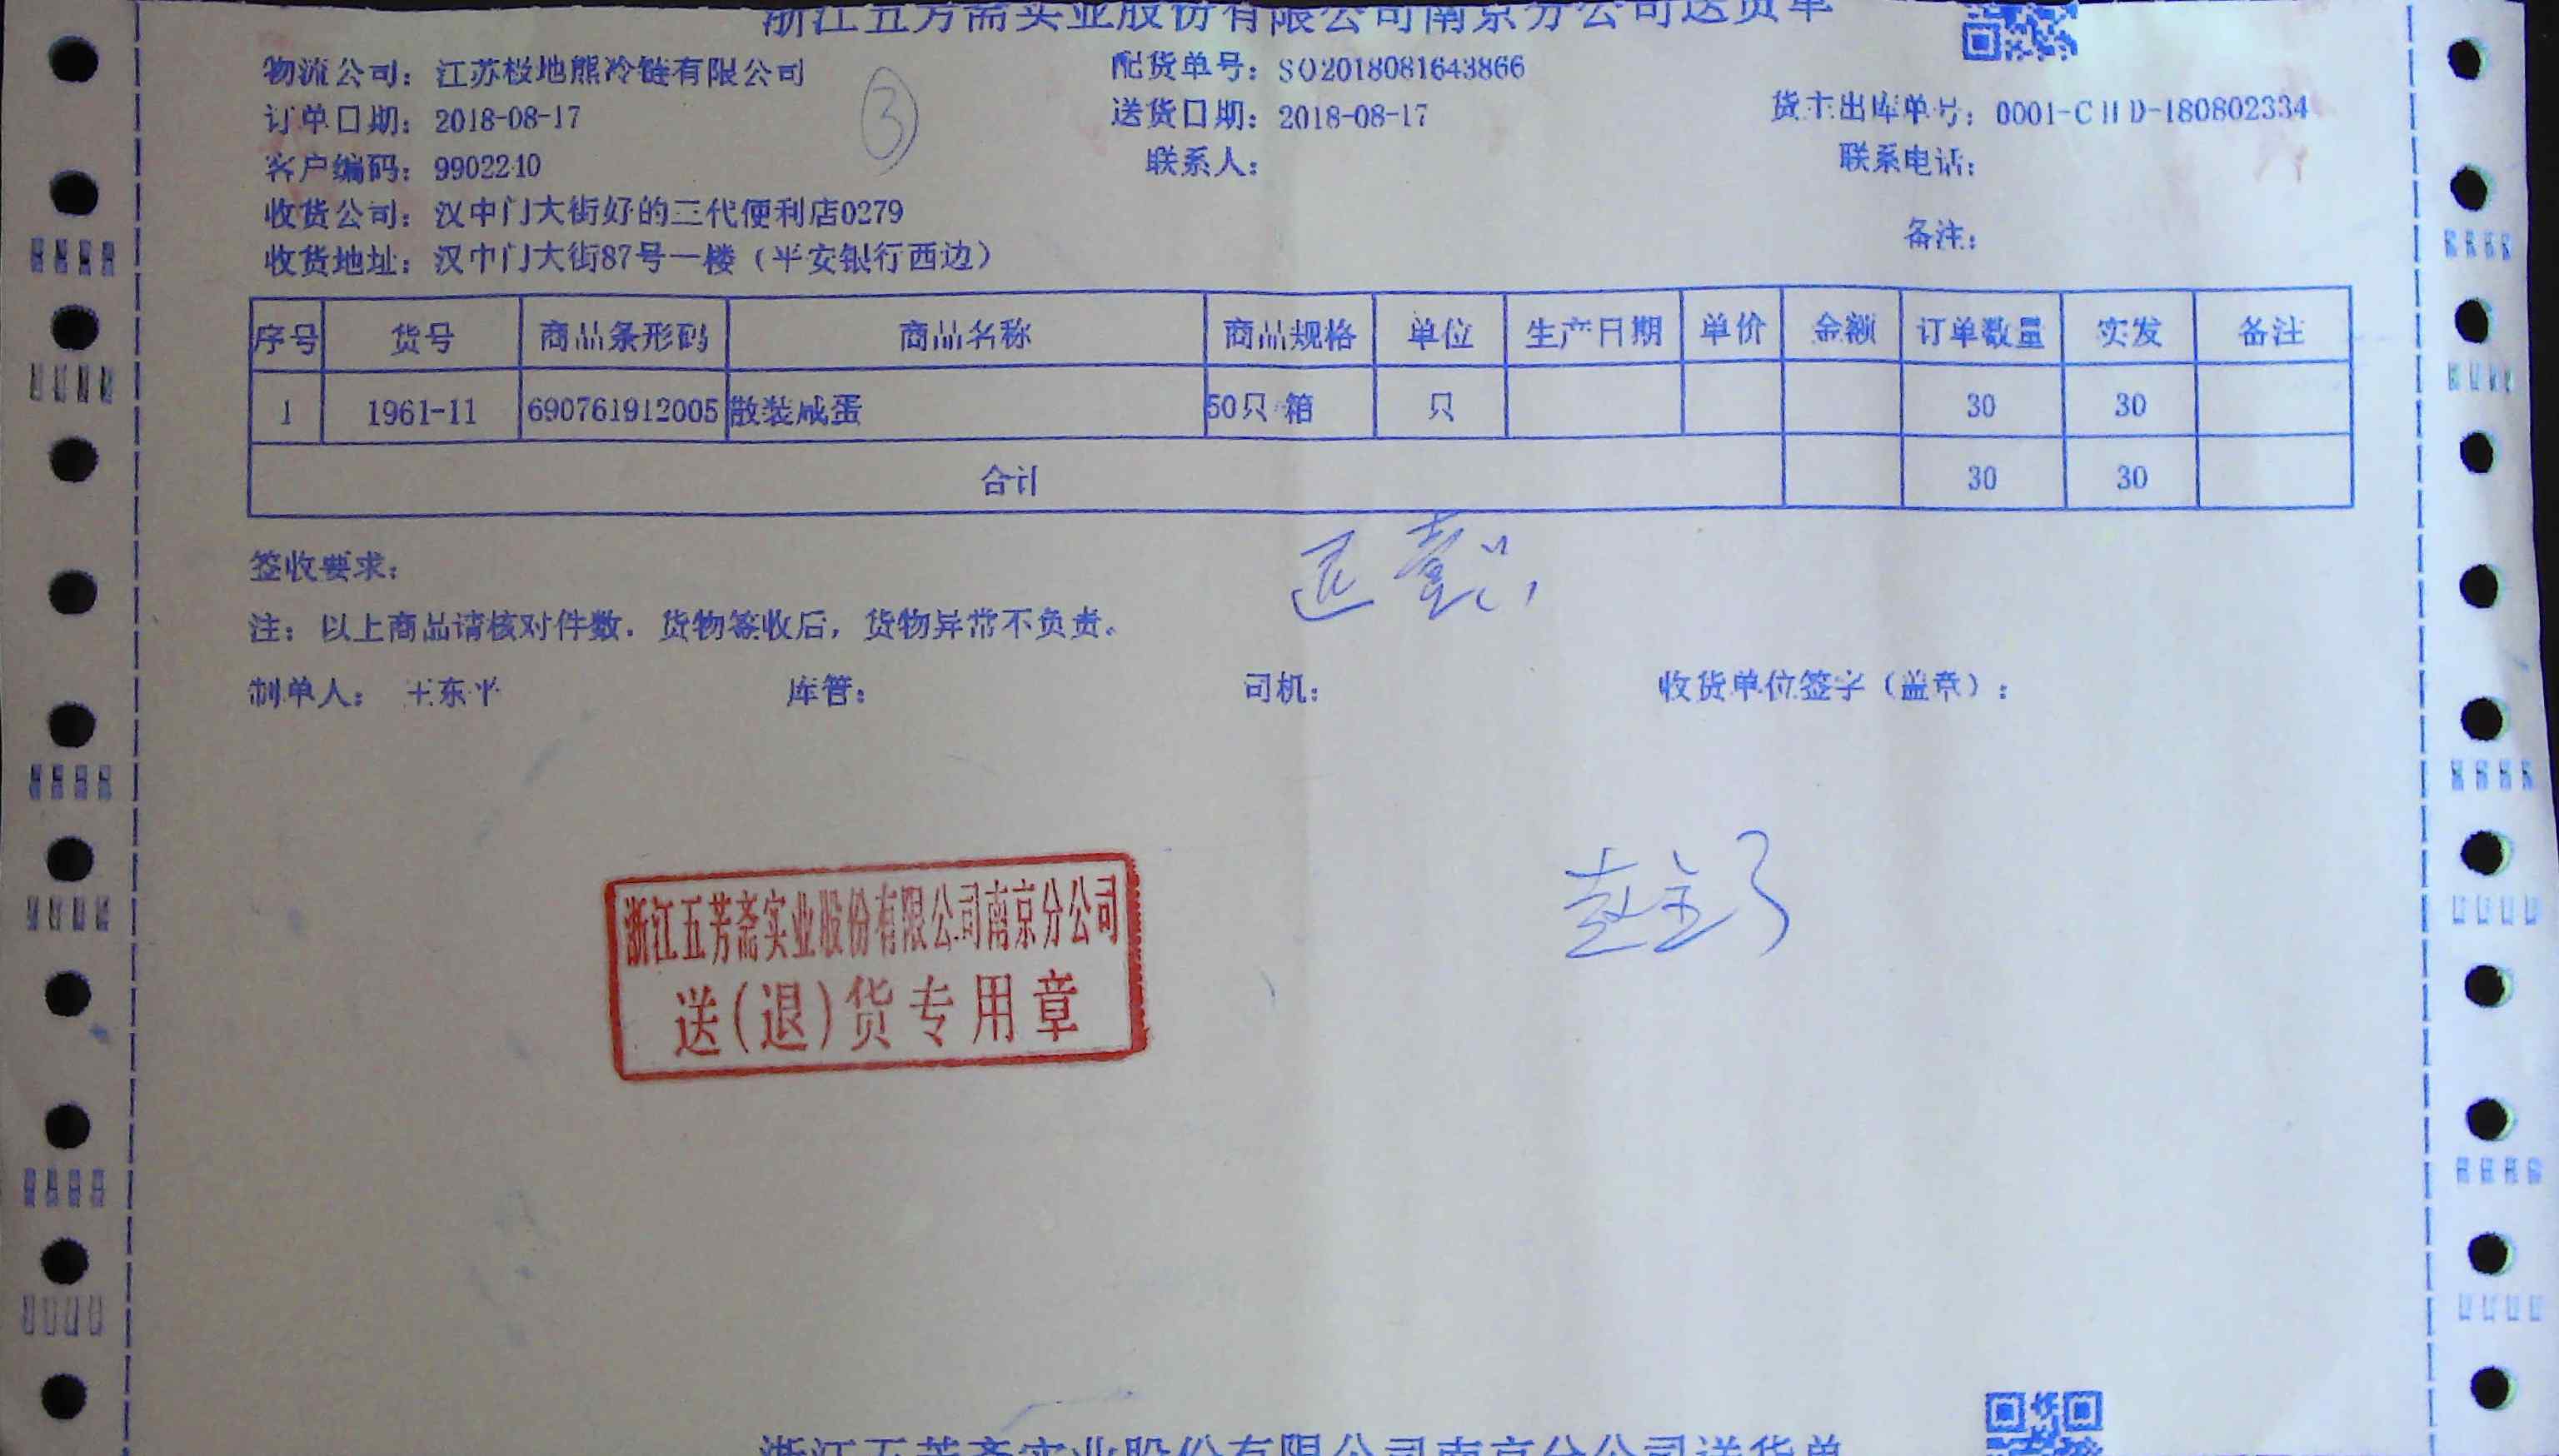 浙江五芳斋实业股份有限公司南京分公司送货单
物流公司：江苏极地熊冷链有限公司 配货单号：SO2018081643866
订单日期：2018-08-17 ③ 送货日期：2018-08-17 货主出库单号：0001-CHD-180802334
客户编码：9902210 联系人： 联系电话：
收货公司：汉中门大街好的三代便利店0279 备注：
收货地址：汉中门大街87号一楼（平安银行西边）
序号 货号 商品条形码 商品名称 商品规格 单位 生产日期 单价 金额 订单数量 实发 备注
1 1961-11 690761912005 散装咸蛋 50只/箱 只 30 30
合计 30 30
签收要求：
注：以上商品请核对件数．货物签收后，货物异常不负责。
制单人： 王东平 库管： 司机： 收货单位签字（盖章）：
浙江五芳斋实业股份有限公司南京分公司
送(退)货专用章
浙江五芳斋实业股份有限公司南京分公司送货单